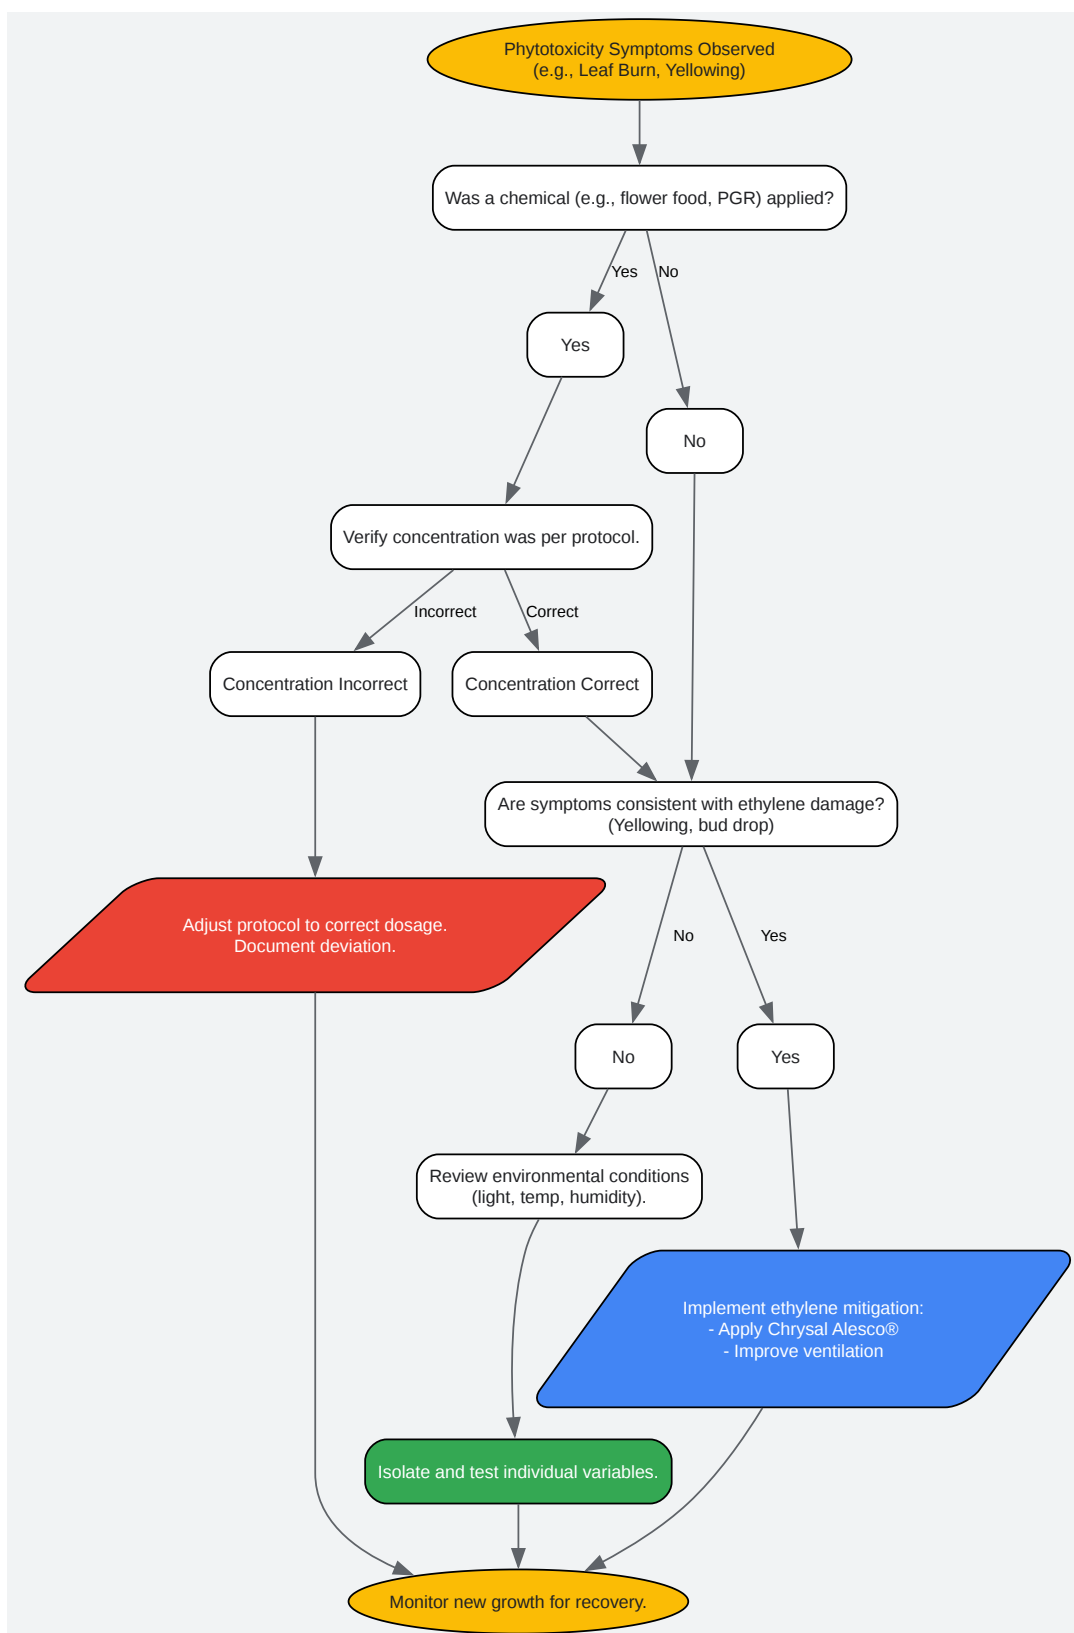 Phytotoxicity Symptoms Observed
(e.g., Leaf Burn, Yellowing)
Was a chemical (e.g., flower food, PGR) applied?
Yes
No
Yes
No
Verify concentration was per protocol.
Incorrect
Correct
Concentration Incorrect
Concentration Correct
Are symptoms consistent with ethylene damage?
(Yellowing, bud drop)
Adjust protocol to correct dosage.
Document deviation.
No
Yes
No
Yes
Review environmental conditions
(light, temp, humidity).
Implement ethylene mitigation:
- Apply Chrysal Alesco®
- Improve ventilation
Isolate and test individual variables.
Monitor new growth for recovery.